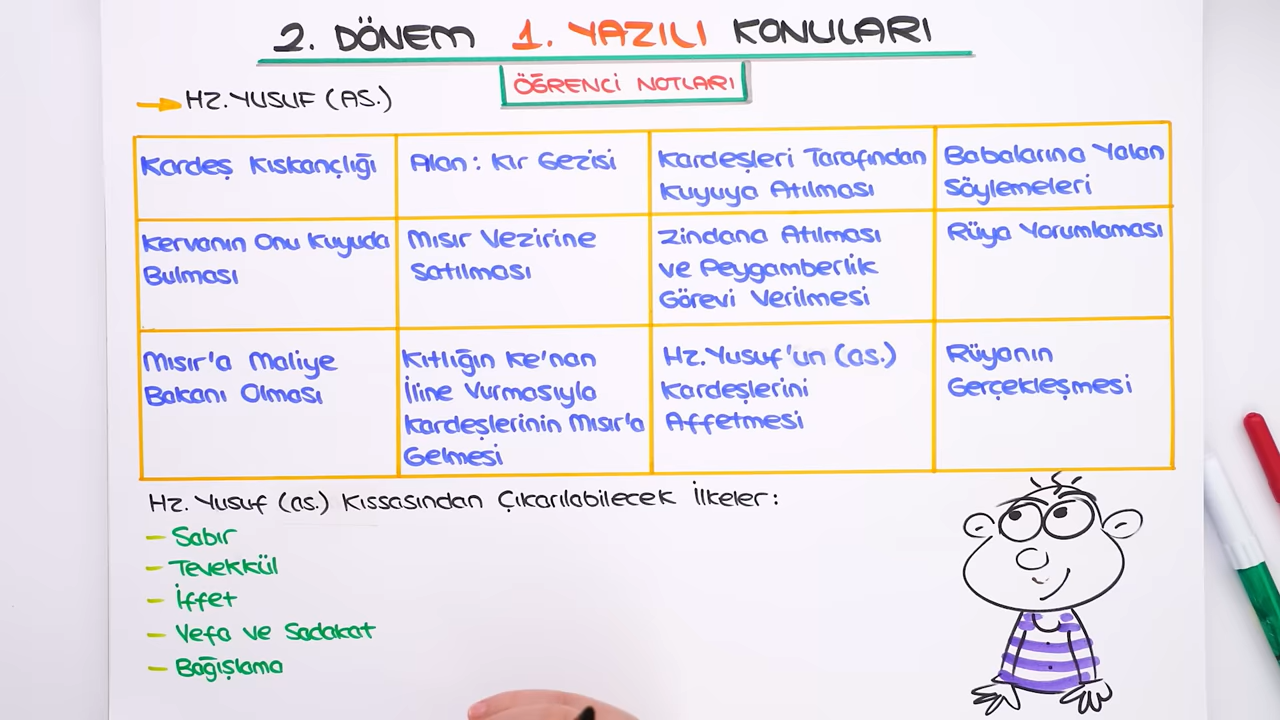 2. DÖNEM 1. YAZILI KONULARI
ÖĞRENCİ NOTLARI
HZ. YUSUF (AS.)
Kardeş Kıskançlığı
Alan: Kır Gezisi
Kardeşleri Tarafından
Kuyuya Atılması
Babalarına Yalan
Söylemeleri
Kervanın Onu Kuyuda
Bulması
Mısır Vezirine
Satılması
Zindana Atılması
ve Peygamberlik
Görevi Verilmesi
Rüya Yorumlaması
Mısır'a Maliye
Bakanı Olması
Kıtlığın Ke'nan
İline Vurmasıyla
Kardeşlerinin Mısır'a
Gelmesi
Hz. Yusuf'un (as.)
Kardeşlerini
Affetmesi
Rüyanın
Gerçekleşmesi
Hz. Yusuf (as.) Kıssasından Çıkarılabilecek İlkeler:
- Sabır
- Tevekkül
- İffet
- Vefa ve Sadakat
- Bağışlama